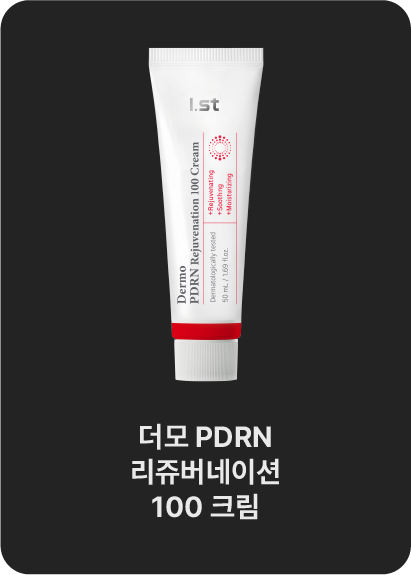 I.st
Dermo
PDRN Rejuvenation 100 Cream
+Rejuvenating
+Soothing
+Moisturizing
Dermatologically tested
50 mL / 1.69 fl.oz.
더모 PDRN
리쥬버네이션
100 크림